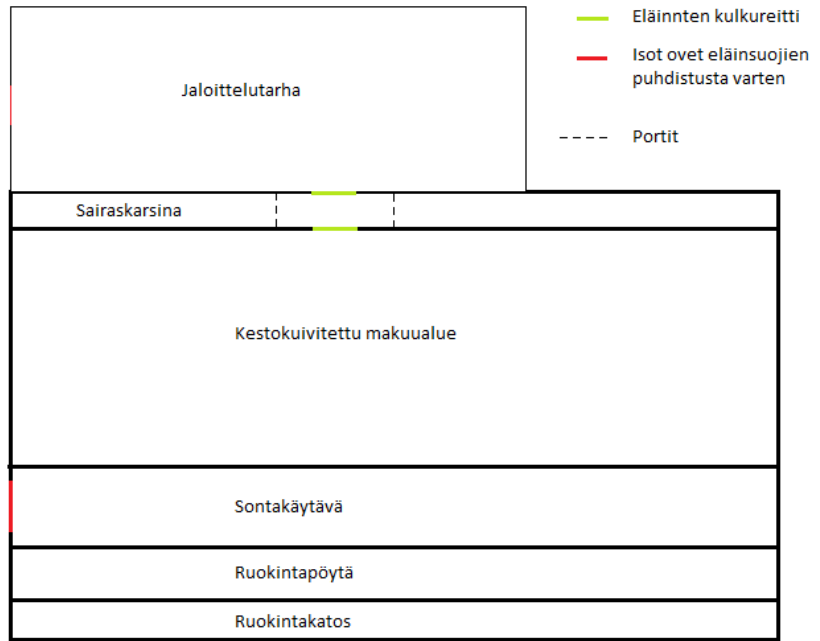 Eläinnten kulkureitti
Isot ovet eläinsuojien
puhdistusta varten
Jaloittelutarha
Portit
Sairaskarsina
Kestokuivitettu makuualue
Sontakäytävä
Ruokintapöytä
Ruokintakatos